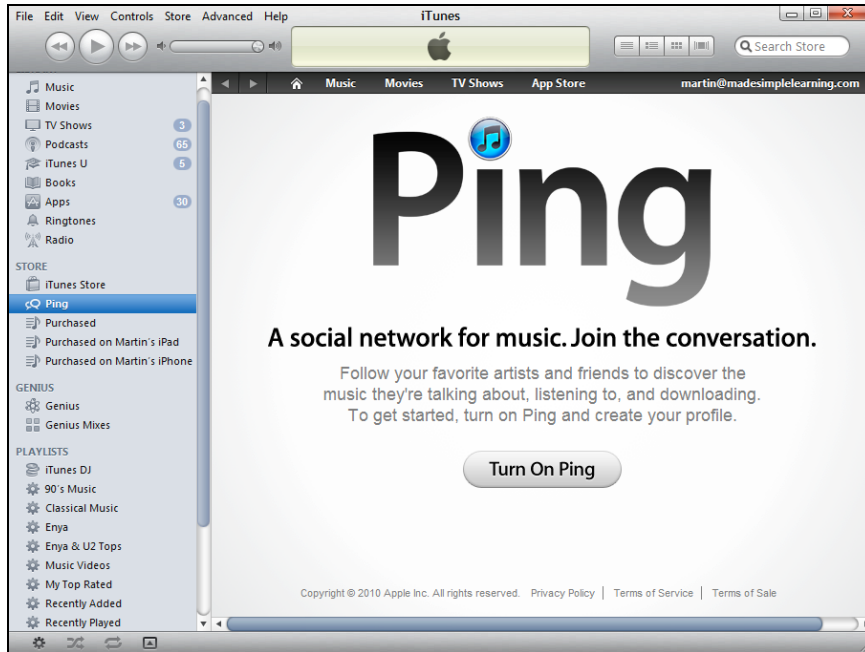 File Edit View Controls Store Advanced Help
iTunes
Search Store
Music
Movies
TV Shows 3
Podcasts 65
iTunes U 5
Books
Apps 30
Ringtones
Radio
STORE
iTunes Store
Ping
Purchased
Purchased on Martin's iPad
Purchased on Martin's iPhone
GENIUS
Genius
Genius Mixes
PLAYLISTS
iTunes DJ
90's Music
Classical Music
Enya
Enya & U2 Tops
Music Videos
My Top Rated
Recently Added
Recently Played
Music Movies TV Shows App Store martin@madesimplelearning.com
Ping
A social network for music. Join the conversation.
Follow your favorite artists and friends to discover the
music they're talking about, listening to, and downloading.
To get started, turn on Ping and create your profile.
Turn On Ping
Copyright © 2010 Apple Inc. All rights reserved. Privacy Policy | Terms of Service | Terms of Sale